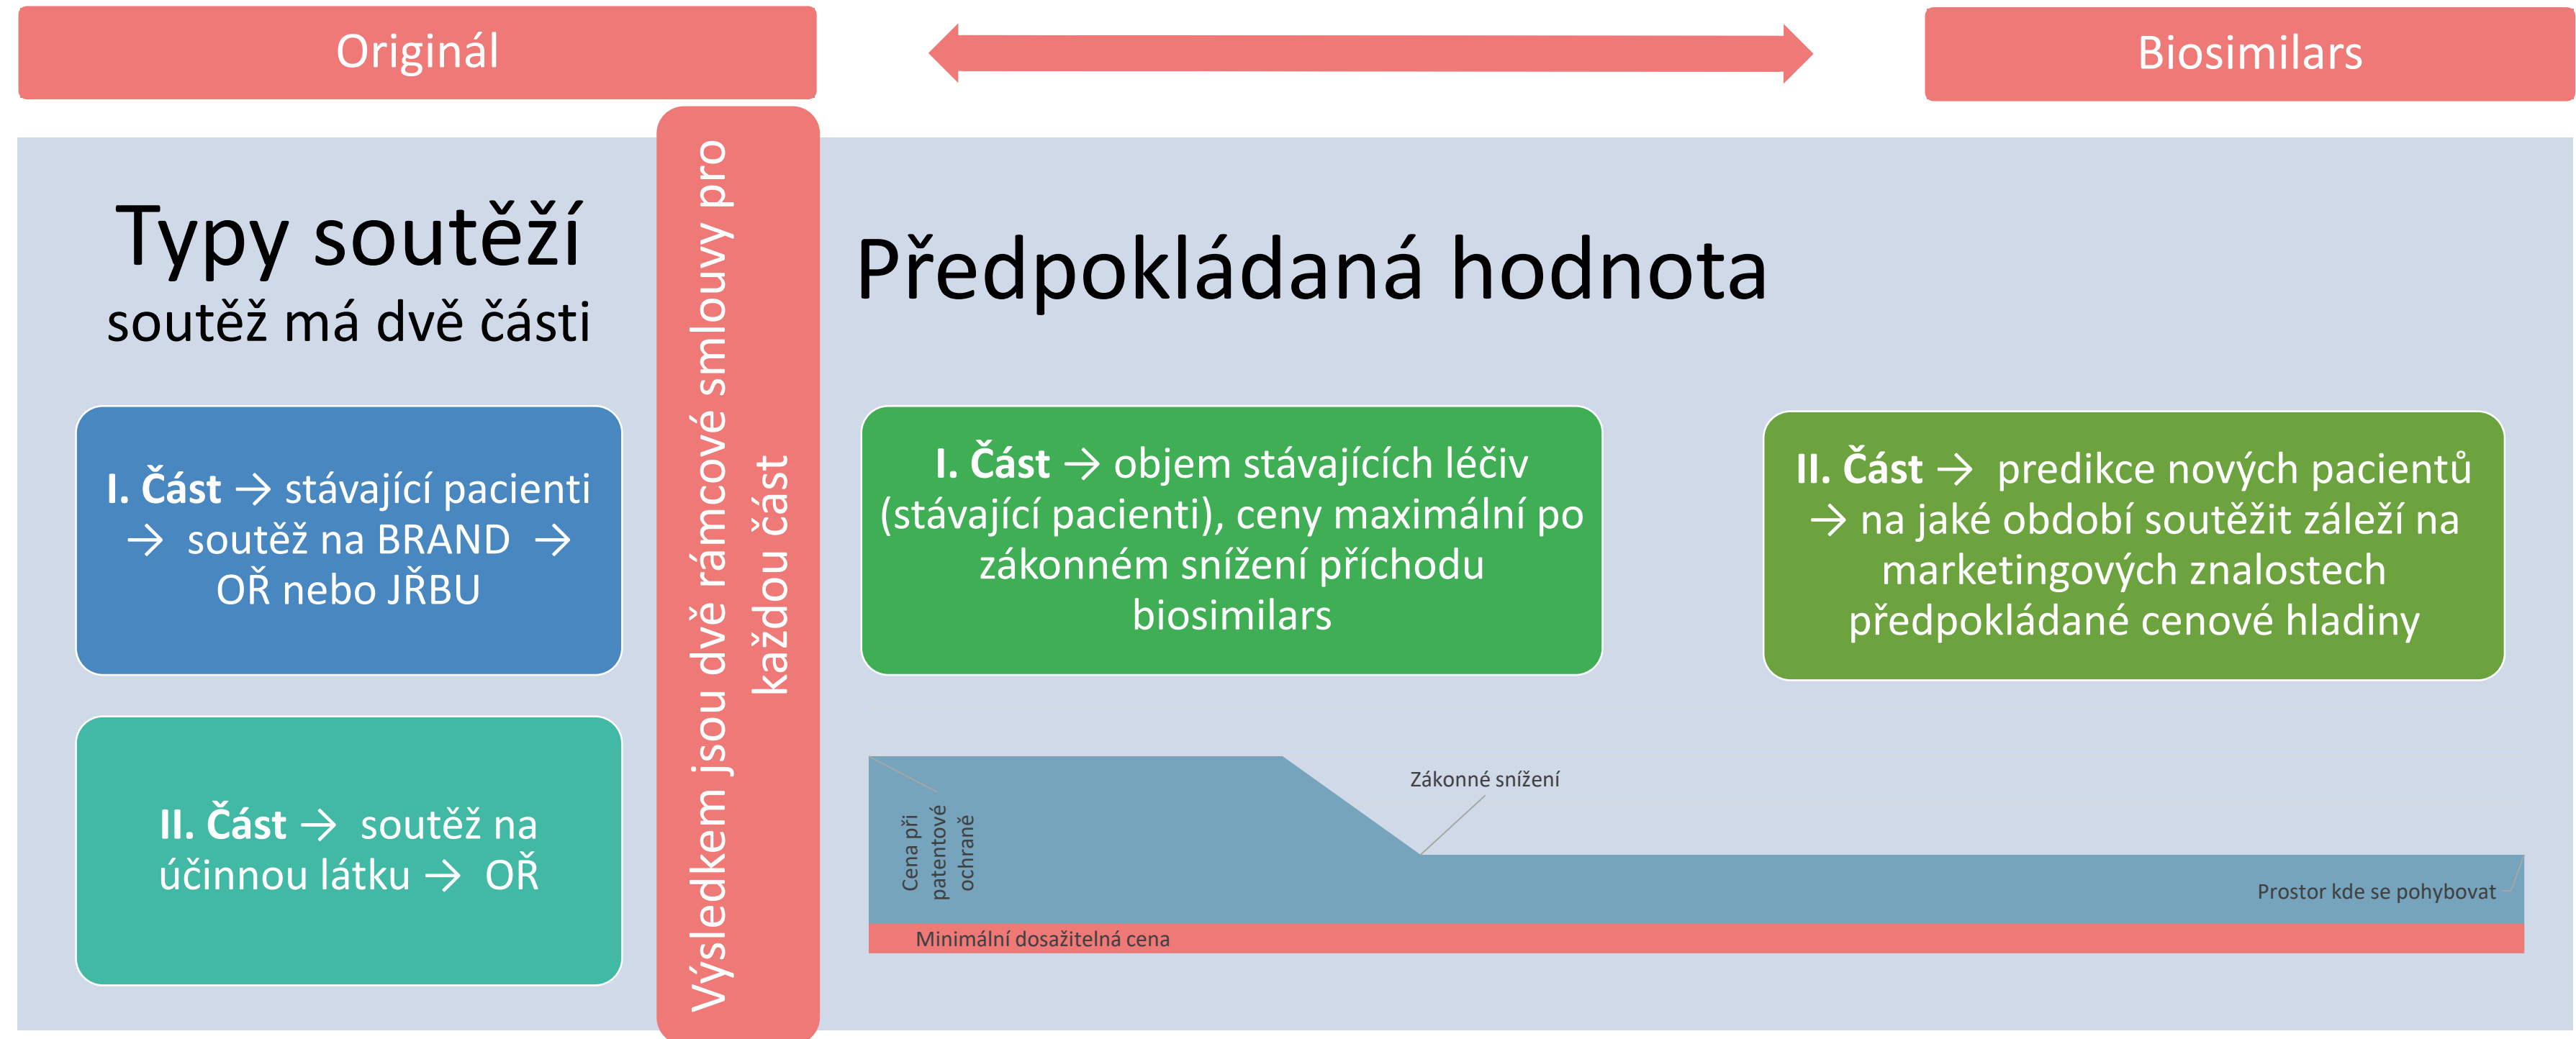 Originál
Biosimilars
Typy soutěží
soutěž má dvě části
I. Část → stávající pacienti
→ soutěž na BRAND →
OŘ nebo JŘBU
II. Část → soutěž na
účinnou látku → OŘ
Výsledkem jsou dvě rámcové smlouvy pro
každou část
Předpokládaná hodnota
I. Část → objem stávajících léčiv
(stávající pacienti), ceny maximální po
zákonném snížení příchodu
biosimilars
II. Část → predikce nových pacientů
→ na jaké období soutěžit záleží na
marketingových znalostech
předpokládané cenové hladiny
Cena při
patentové
ochraně
Zákonné snížení
Prostor kde se pohybovat
Minimální dosažitelná cena